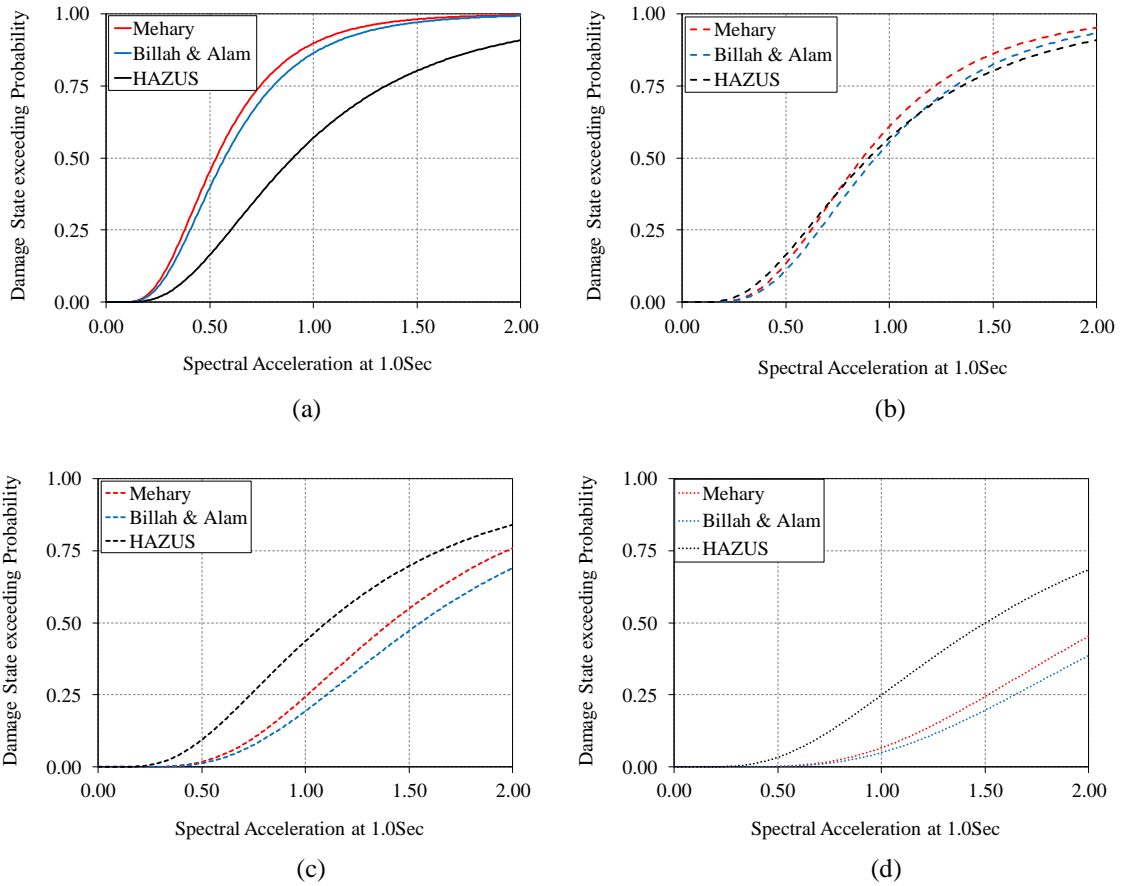 Damage State exceeding Probability
1.00
0.75
0.50
0.25
0.00
Mehary
Billah & Alam
HAZUS
0.00 0.50 1.00 1.50 2.00
Spectral Acceleration at 1.0Sec
(a)
Damage State exceeding Probability
1.00
0.75
0.50
0.25
0.00
Mehary
Billah & Alam
HAZUS
0.00 0.50 1.00 1.50 2.00
Spectral Acceleration at 1.0Sec
(b)
Damage State exceeding Probability
1.00
0.75
0.50
0.25
0.00
Mehary
Billah & Alam
HAZUS
0.00 0.50 1.00 1.50 2.00
Spectral Acceleration at 1.0Sec
(c)
Damage State exceeding Probability
1.00
0.75
0.50
0.25
0.00
Mehary
Billah & Alam
HAZUS
0.00 0.50 1.00 1.50 2.00
Spectral Acceleration at 1.0Sec
(d)